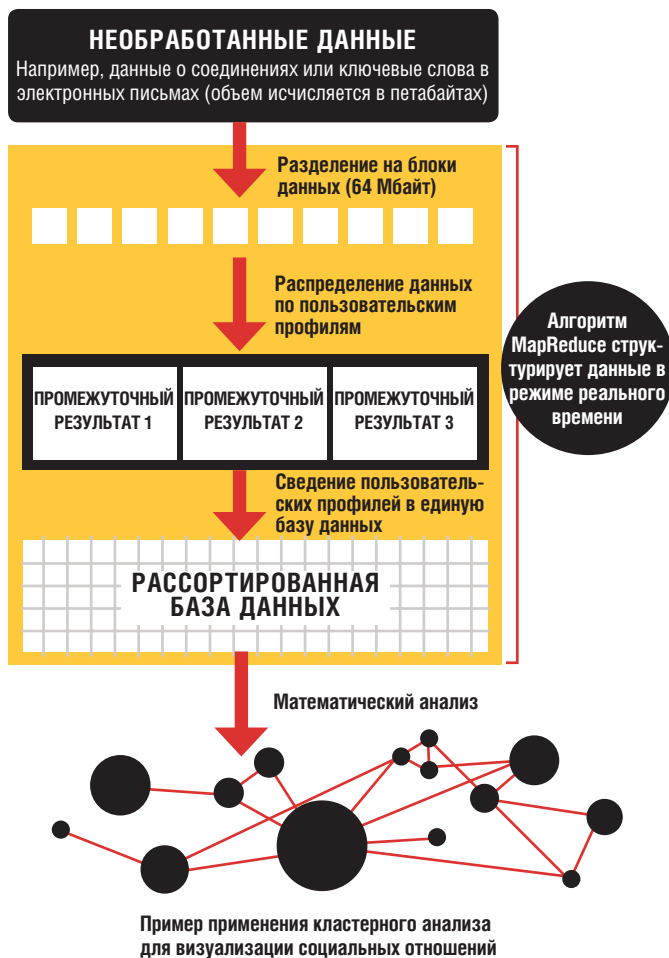 НЕОБРАБОТАННЫЕ ДАННЫЕ
Например, данные о соединениях или ключевые слова в
электронных письмах (объем исчисляется в петабайтах)
Разделение на блоки
данных (64 Мбайт)
Распределение данных
по пользовательским
профилям
Алгоритм
MapReduce струк-
турирует данные в
режиме реального
времени
ПРОМЕЖУТОЧНЫЙ
РЕЗУЛЬТАТ 1
ПРОМЕЖУТОЧНЫЙ
РЕЗУЛЬТАТ 2
ПРОМЕЖУТОЧНЫЙ
РЕЗУЛЬТАТ 3
Сведение пользователь-
ских профилей в единую
базу данных
РАССОРТИРОВАННАЯ
БАЗА ДАННЫХ
Математический анализ
Пример применения кластерного анализа
для визуализации социальных отношений